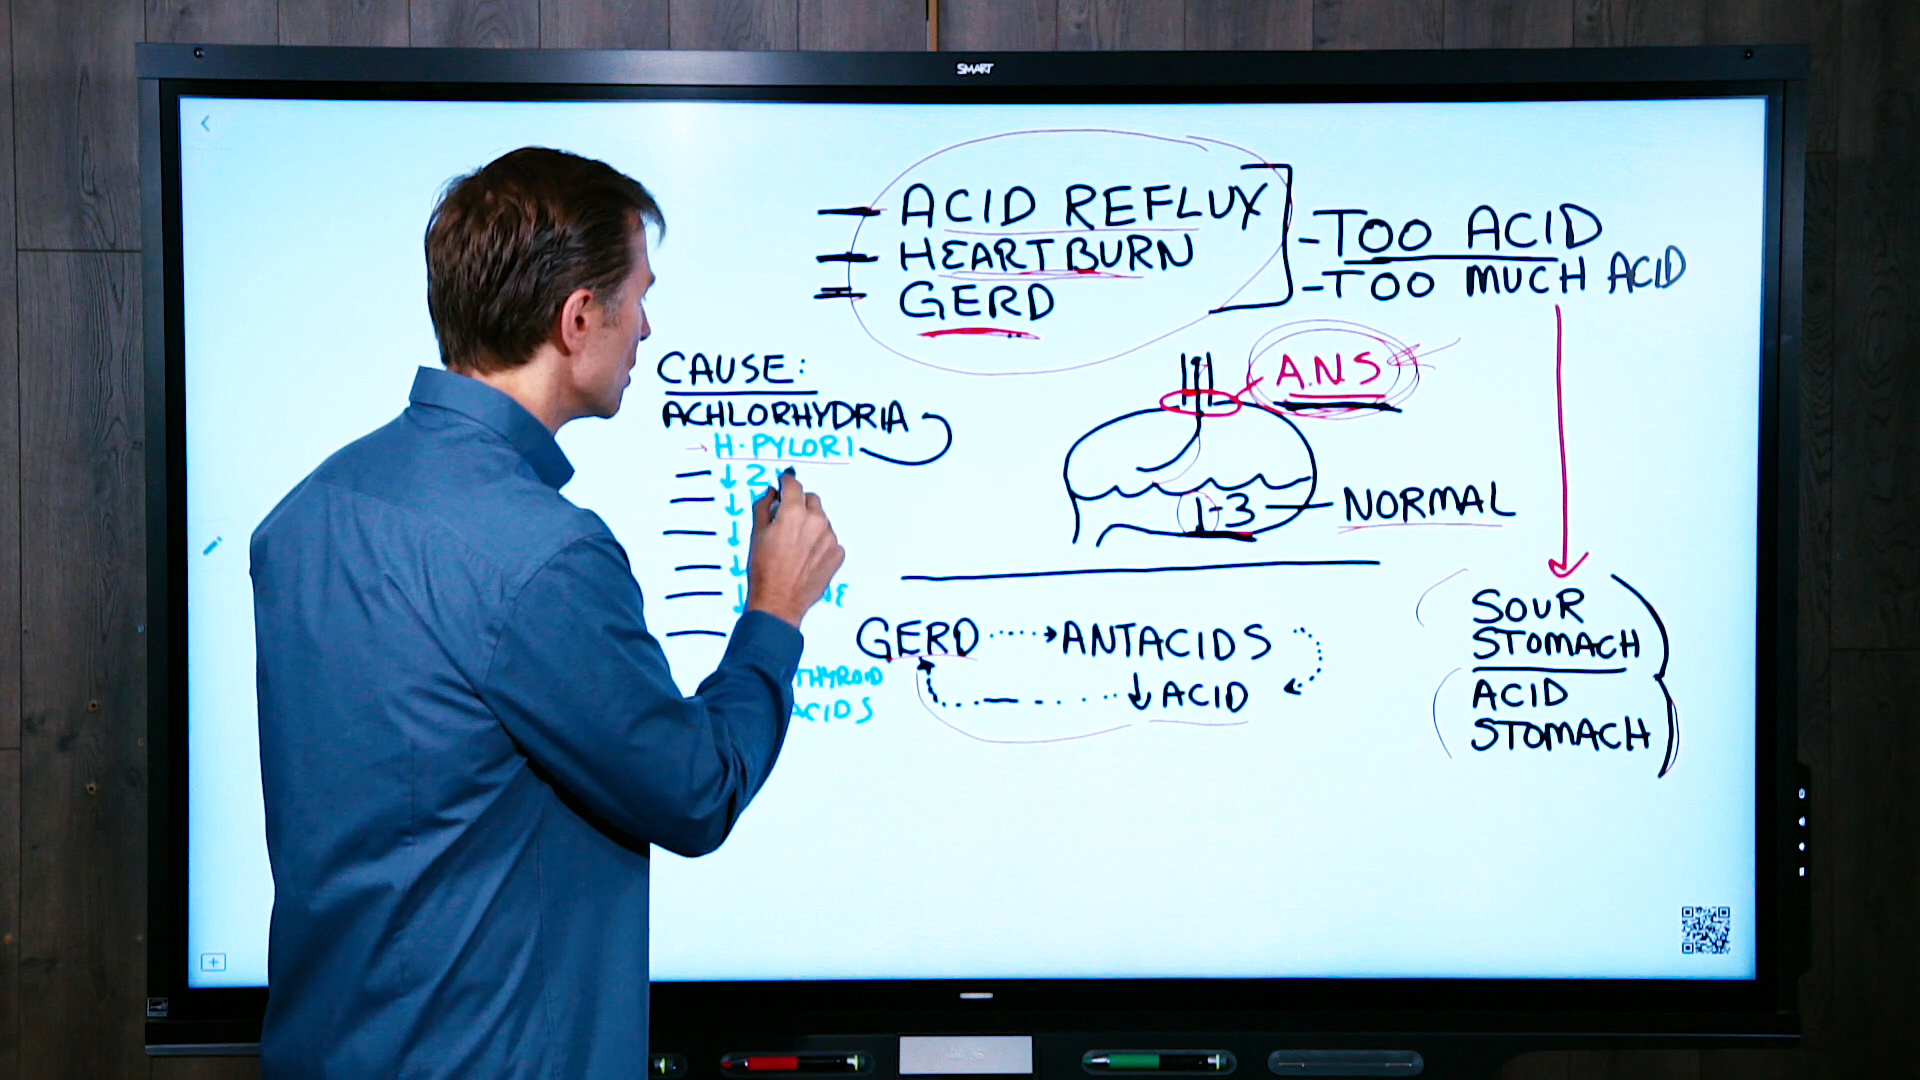 SMART
ACID REFLUX
HEARTBURN
GERD
-TOO ACID
-TOO MUCH ACID
CAUSE:
ACHLORHYDRIA
→ H-PYLORI
A.N.S
1-3 — NORMAL
GERD → ANTACIDS
↓ ACID
THYROID
SOUR
STOMACH
ACID
STOMACH